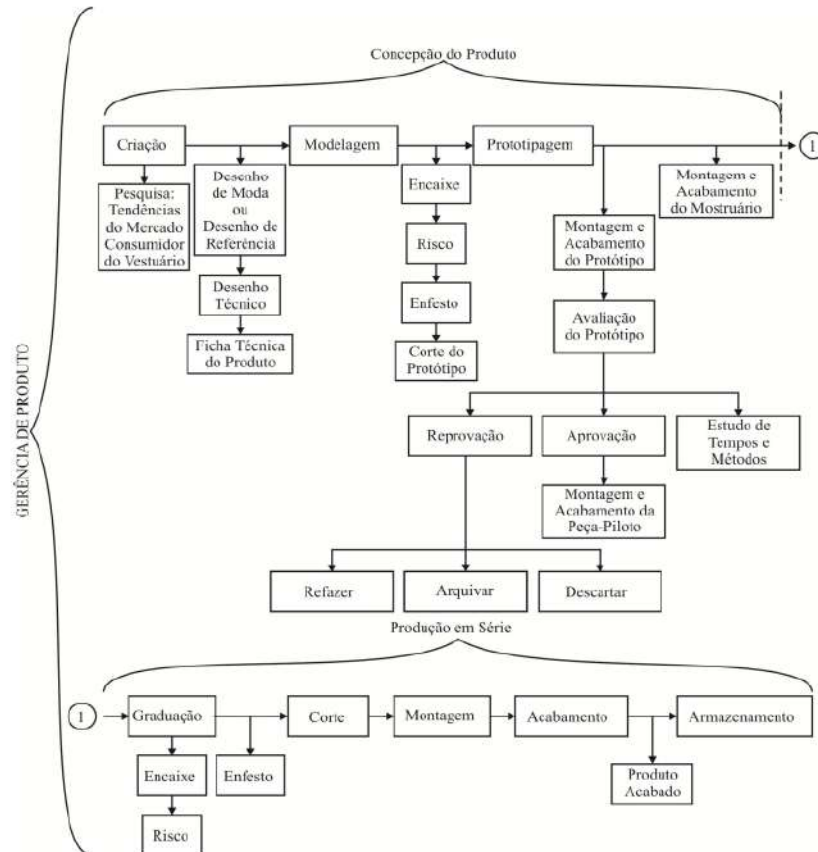 Concepção do Produto
Criação
Modelagem
Prototipagem
1
Pesquisa:
Tendências
do Mercado
Consumidor
do Vestuário
Desenho
de Moda
ou
Desenho de
Referência
Encaixe
Montagem e
Acabamento
do Mostruário
Risco
Montagem e
Acabamento
do Protótipo
Desenho
Técnico
Enfesto
Avaliação
do Protótipo
Ficha Técnica
do Produto
Corte do
Protótipo
Reprovação
Aprovação
Estudo de
Tempos e
Métodos
Montagem e
Acabamento da
Peça-Piloto
Refazer
Arquivar
Descartar
GERÊNCIA DE PRODUTO
Produção em Série
1
Graduação
Corte
Montagem
Acabamento
Armazenamento
Encaixe
Enfesto
Produto
Acabado
Risco